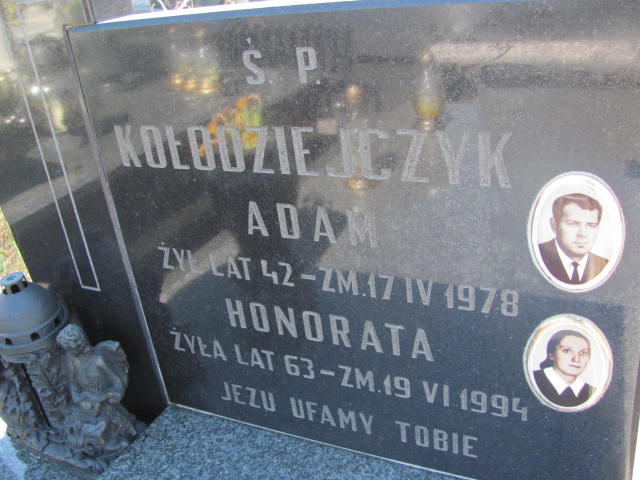 Ś. P.
KOŁODZIEJCZYK
ADAM
ŻYŁ LAT 42 – ZM. 17 IV 1978
HONORATA
ŻYŁA LAT 63 – ZM. 19 VI 1994
JEZU UFAMY TOBIE